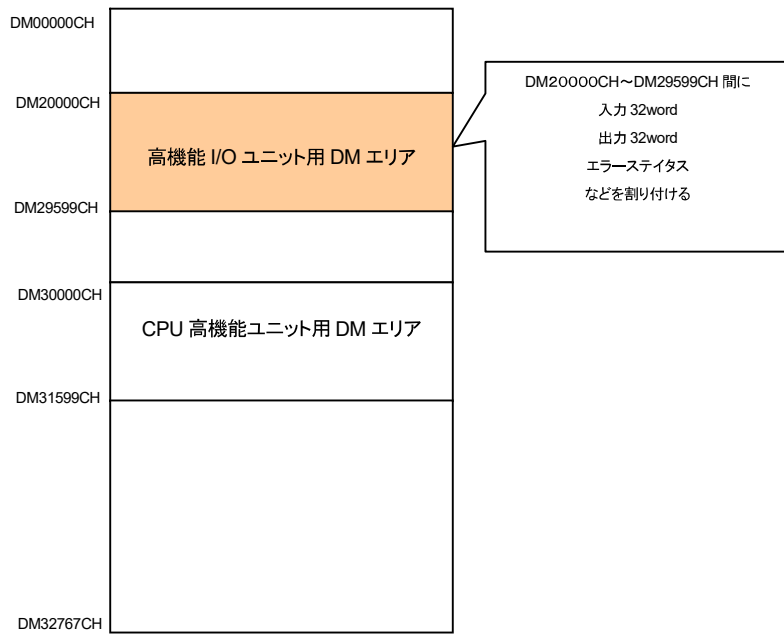 DM00000CH
DM20000CH
高機能 I/O ユニット用 DM エリア
DM29599CH
DM30000CH
CPU 高機能ユニット用 DM エリア
DM31599CH
DM32767CH
DM20000CH～DM29599CH 間に
入力 32word
出力 32word
エラーステイタス
などを割り付ける